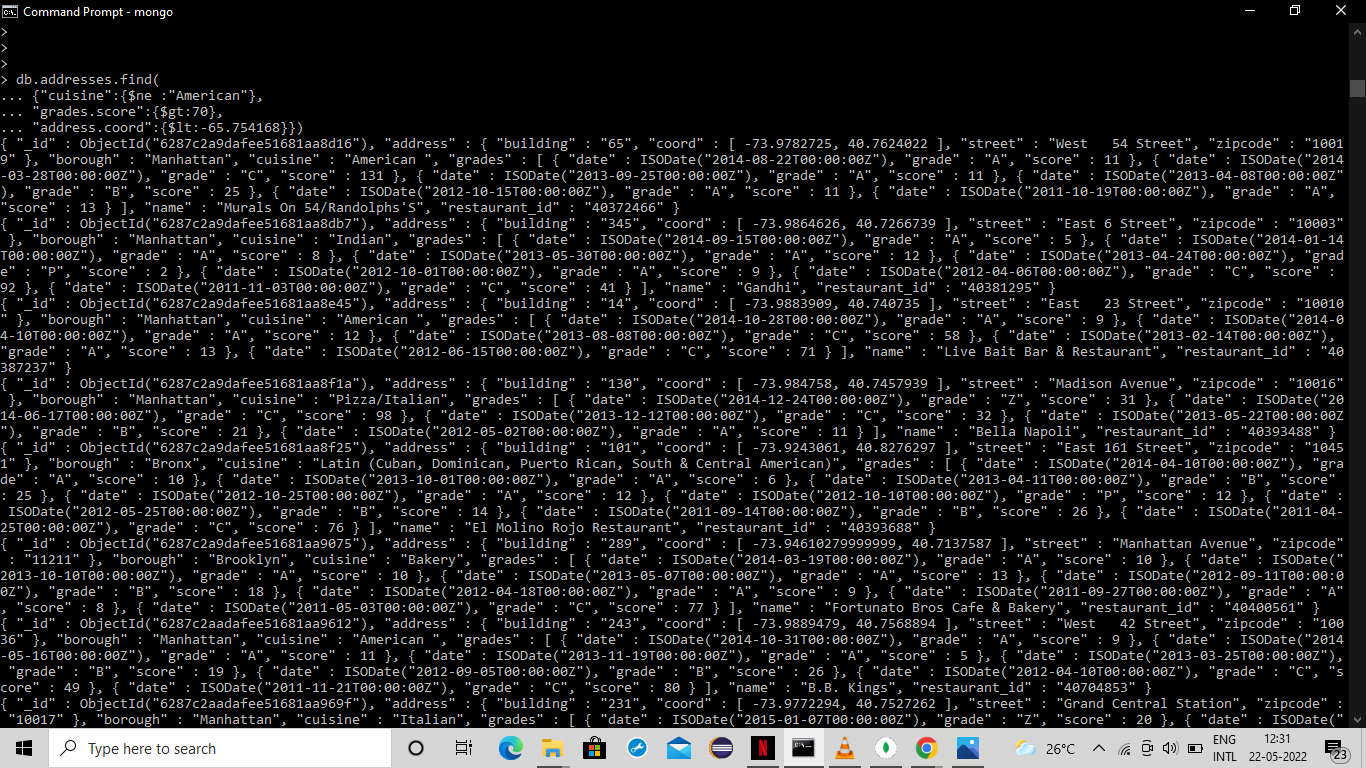 Command Prompt - mongo
>
>
>
> db.addresses.find(
... {"cuisine":{$ne :"American"},
... "grades.score":{$gt:70},
... "address.coord":{$lt:-65.754168}})
{ "_id" : ObjectId("6287c2a9dafee51681aa8d16"), "address" : { "building" : "65", "coord" : [ -73.9782725, 40.7624022 ], "street" : "West   54 Street", "zipcode" : "1001
9" }, "borough" : "Manhattan", "cuisine" : "American ", "grades" : [ { "date" : ISODate("2014-08-22T00:00:00Z"), "grade" : "A", "score" : 11 }, { "date" : ISODate("2014
-03-28T00:00:00Z"), "grade" : "C", "score" : 131 }, { "date" : ISODate("2013-09-25T00:00:00Z"), "grade" : "A", "score" : 11 }, { "date" : ISODate("2013-04-08T00:00:00Z"
), "grade" : "B", "score" : 25 }, { "date" : ISODate("2012-10-15T00:00:00Z"), "grade" : "A", "score" : 11 }, { "date" : ISODate("2011-10-19T00:00:00Z"), "grade" : "A",
"score" : 13 } ], "name" : "Murals On 54/Randolphs'S", "restaurant_id" : "40372466" }
{ "_id" : ObjectId("6287c2a9dafee51681aa8db7"), "address" : { "building" : "345", "coord" : [ -73.9864626, 40.7266739 ], "street" : "East 6 Street", "zipcode" : "10003"
 }, "borough" : "Manhattan", "cuisine" : "Indian", "grades" : [ { "date" : ISODate("2014-09-15T00:00:00Z"), "grade" : "A", "score" : 5 }, { "date" : ISODate("2014-01-14
T00:00:00Z"), "grade" : "A", "score" : 8 }, { "date" : ISODate("2013-05-30T00:00:00Z"), "grade" : "A", "score" : 12 }, { "date" : ISODate("2013-04-24T00:00:00Z"), "grad
e" : "P", "score" : 2 }, { "date" : ISODate("2012-10-01T00:00:00Z"), "grade" : "A", "score" : 9 }, { "date" : ISODate("2012-04-06T00:00:00Z"), "grade" : "C", "score" :
92 }, { "date" : ISODate("2011-11-03T00:00:00Z"), "grade" : "C", "score" : 41 } ], "name" : "Gandhi", "restaurant_id" : "40381295" }
{ "_id" : ObjectId("6287c2a9dafee51681aa8e45"), "address" : { "building" : "14", "coord" : [ -73.9883909, 40.740735 ], "street" : "East   23 Street", "zipcode" : "10010
" }, "borough" : "Manhattan", "cuisine" : "American ", "grades" : [ { "date" : ISODate("2014-10-28T00:00:00Z"), "grade" : "A", "score" : 9 }, { "date" : ISODate("2014-0
4-10T00:00:00Z"), "grade" : "A", "score" : 12 }, { "date" : ISODate("2013-08-08T00:00:00Z"), "grade" : "C", "score" : 58 }, { "date" : ISODate("2013-02-14T00:00:00Z"),
"grade" : "A", "score" : 13 }, { "date" : ISODate("2012-06-15T00:00:00Z"), "grade" : "C", "score" : 71 } ], "name" : "Live Bait Bar & Restaurant", "restaurant_id" : "40
387237" }
{ "_id" : ObjectId("6287c2a9dafee51681aa8f1a"), "address" : { "building" : "130", "coord" : [ -73.984758, 40.7457939 ], "street" : "Madison Avenue", "zipcode" : "10016"
 }, "borough" : "Manhattan", "cuisine" : "Pizza/Italian", "grades" : [ { "date" : ISODate("2014-12-24T00:00:00Z"), "grade" : "Z", "score" : 31 }, { "date" : ISODate("20
14-06-17T00:00:00Z"), "grade" : "C", "score" : 98 }, { "date" : ISODate("2013-12-12T00:00:00Z"), "grade" : "C", "score" : 32 }, { "date" : ISODate("2013-05-22T00:00:00Z
"), "grade" : "B", "score" : 21 }, { "date" : ISODate("2012-05-02T00:00:00Z"), "grade" : "A", "score" : 11 } ], "name" : "Bella Napoli", "restaurant_id" : "40393488" }
{ "_id" : ObjectId("6287c2a9dafee51681aa8f25"), "address" : { "building" : "101", "coord" : [ -73.9243061, 40.8276297 ], "street" : "East 161 Street", "zipcode" : "1045
1" }, "borough" : "Bronx", "cuisine" : "Latin (Cuban, Dominican, Puerto Rican, South & Central American)", "grades" : [ { "date" : ISODate("2014-04-10T00:00:00Z"), "gra
de" : "A", "score" : 10 }, { "date" : ISODate("2013-10-01T00:00:00Z"), "grade" : "A", "score" : 6 }, { "date" : ISODate("2013-04-11T00:00:00Z"), "grade" : "B", "score"
: 25 }, { "date" : ISODate("2012-10-25T00:00:00Z"), "grade" : "A", "score" : 12 }, { "date" : ISODate("2012-10-10T00:00:00Z"), "grade" : "P", "score" : 12 }, { "date" :
 ISODate("2012-05-25T00:00:00Z"), "grade" : "B", "score" : 14 }, { "date" : ISODate("2011-09-14T00:00:00Z"), "grade" : "B", "score" : 26 }, { "date" : ISODate("2011-04-
25T00:00:00Z"), "grade" : "C", "score" : 76 } ], "name" : "El Molino Rojo Restaurant", "restaurant_id" : "40393688" }
{ "_id" : ObjectId("6287c2a9dafee51681aa9075"), "address" : { "building" : "289", "coord" : [ -73.94610279999999, 40.7137587 ], "street" : "Manhattan Avenue", "zipcode"
 : "11211" }, "borough" : "Brooklyn", "cuisine" : "Bakery", "grades" : [ { "date" : ISODate("2014-03-19T00:00:00Z"), "grade" : "A", "score" : 10 }, { "date" : ISODate("
2013-10-10T00:00:00Z"), "grade" : "A", "score" : 10 }, { "date" : ISODate("2013-05-07T00:00:00Z"), "grade" : "A", "score" : 13 }, { "date" : ISODate("2012-09-11T00:00:0
0Z"), "grade" : "B", "score" : 18 }, { "date" : ISODate("2012-04-18T00:00:00Z"), "grade" : "A", "score" : 9 }, { "date" : ISODate("2011-09-27T00:00:00Z"), "grade" : "A"
, "score" : 8 }, { "date" : ISODate("2011-05-03T00:00:00Z"), "grade" : "C", "score" : 77 } ], "name" : "Fortunato Bros Cafe & Bakery", "restaurant_id" : "40400561" }
{ "_id" : ObjectId("6287c2aadafee51681aa9612"), "address" : { "building" : "243", "coord" : [ -73.9889479, 40.7568894 ], "street" : "West   42 Street", "zipcode" : "100
36" }, "borough" : "Manhattan", "cuisine" : "American ", "grades" : [ { "date" : ISODate("2014-10-31T00:00:00Z"), "grade" : "A", "score" : 9 }, { "date" : ISODate("2014
-05-16T00:00:00Z"), "grade" : "A", "score" : 11 }, { "date" : ISODate("2013-11-19T00:00:00Z"), "grade" : "A", "score" : 5 }, { "date" : ISODate("2013-03-25T00:00:00Z"),
 "grade" : "B", "score" : 19 }, { "date" : ISODate("2012-09-05T00:00:00Z"), "grade" : "B", "score" : 26 }, { "date" : ISODate("2012-04-10T00:00:00Z"), "grade" : "C", "s
core" : 49 }, { "date" : ISODate("2011-11-21T00:00:00Z"), "grade" : "C", "score" : 80 } ], "name" : "B.B. Kings", "restaurant_id" : "40704853" }
{ "_id" : ObjectId("6287c2aadafee51681aa969f"), "address" : { "building" : "231", "coord" : [ -73.9772294, 40.7527262 ], "street" : "Grand Central Station", "zipcode" :
 "10017" }, "borough" : "Manhattan", "cuisine" : "Italian", "grades" : [ { "date" : ISODate("2015-01-07T00:00:00Z"), "grade" : "Z", "score" : 20 }, { "date" : ISODate("
Type here to search
26°C
ENG
INTL
12:31
22-05-2022
23